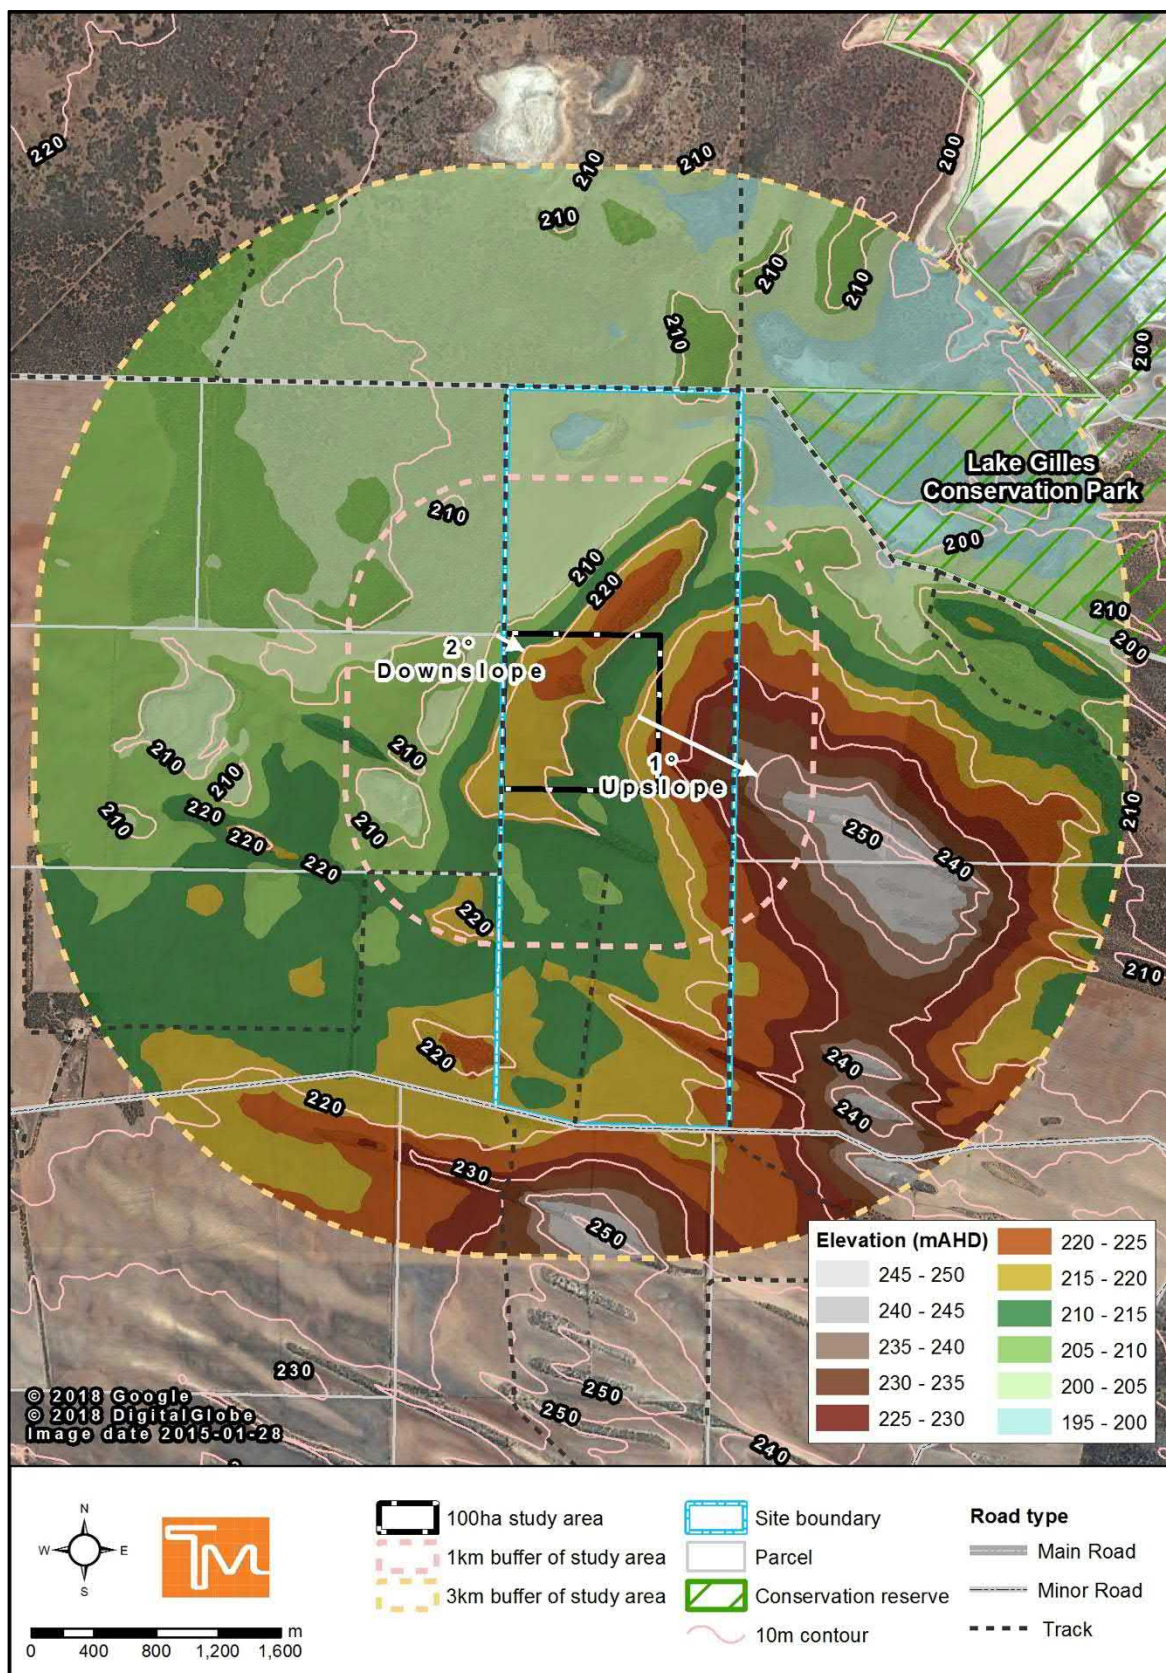 220
210
210
200
210
210
210
210
200
200
Lake Gilles
Conservation Park
210
200
210
220
210
200
2°
Downslope
1°
Upslope
210
210
210
210
210
210
220
220
220
250
240
220
210
220
240
240
220
230
250
230
250
250
240
Elevation (mAHD)
245 - 250
240 - 245
235 - 240
230 - 235
225 - 230
220 - 225
215 - 220
210 - 215
205 - 210
200 - 205
195 - 200
© 2018 Google
© 2018 DigitalGlobe
Image date 2015-01-28
N
W E
S
TM
0 400 800 1,200 1,600 m
100ha study area
1km buffer of study area
3km buffer of study area
Site boundary
Parcel
Conservation reserve
10m contour
Road type
Main Road
Minor Road
Track